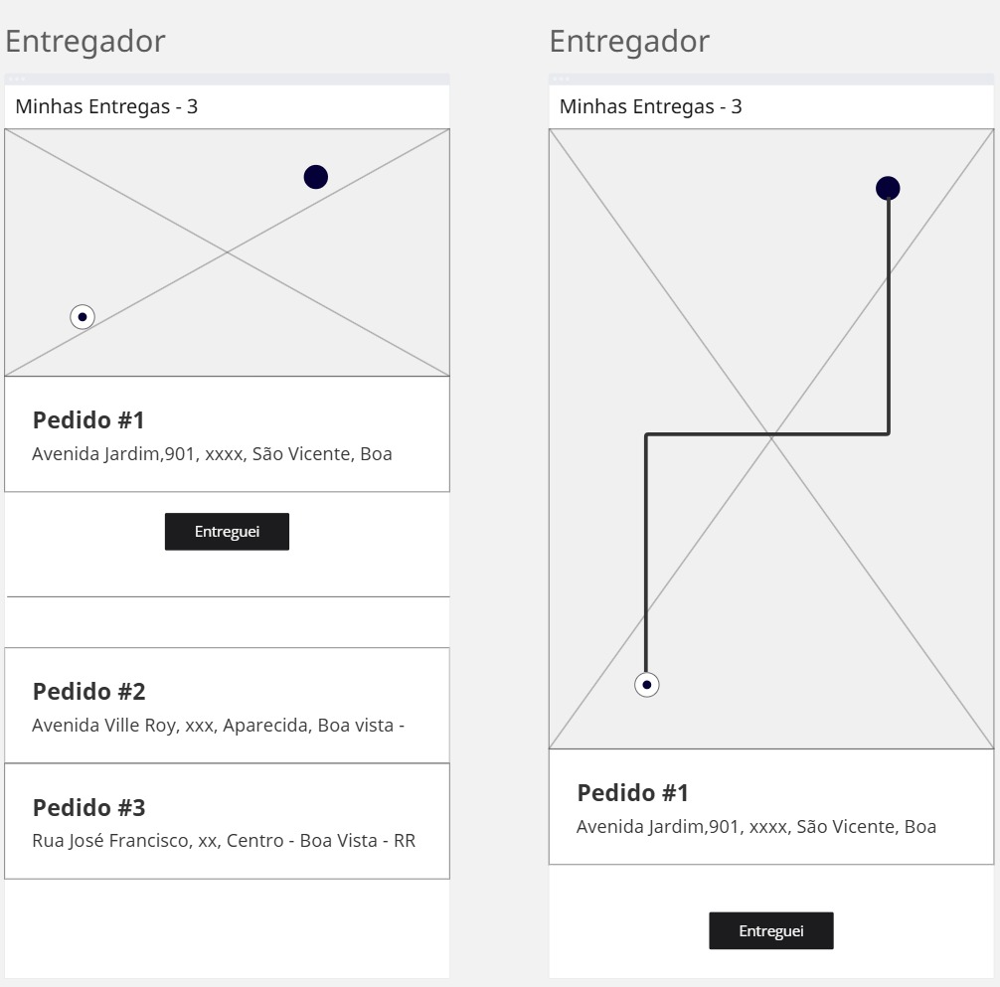 Entregador
Minhas Entregas - 3
Pedido #1
Avenida Jardim,901, xxxx, São Vicente, Boa
Entreguei
Pedido #2
Avenida Ville Roy, xxx, Aparecida, Boa vista -
Pedido #3
Rua José Francisco, xx, Centro - Boa Vista - RR
Entregador
Minhas Entregas - 3
Pedido #1
Avenida Jardim,901, xxxx, São Vicente, Boa
Entreguei